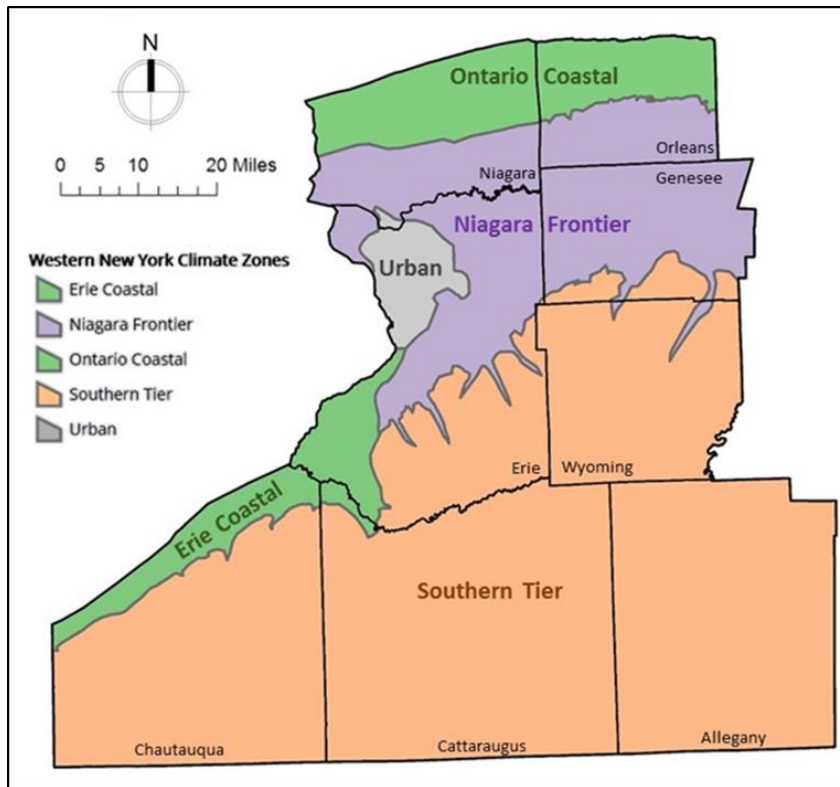 N
0 5 10 20 Miles
Western New York Climate Zones
Erie Coastal
Niagara Frontier
Ontario Coastal
Southern Tier
Urban
Ontario Coastal
Orleans
Niagara
Genesee
Niagara Frontier
Urban
Erie
Wyoming
Erie Coastal
Southern Tier
Chautauqua
Cattaraugus
Allegany